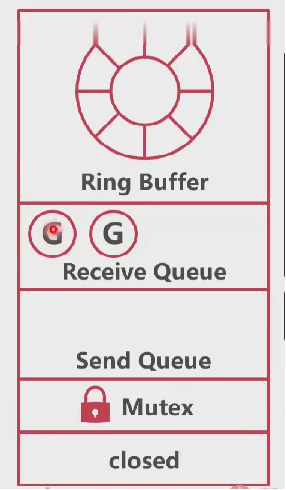 Ring Buffer
G G
Receive Queue
Send Queue
Mutex
closed